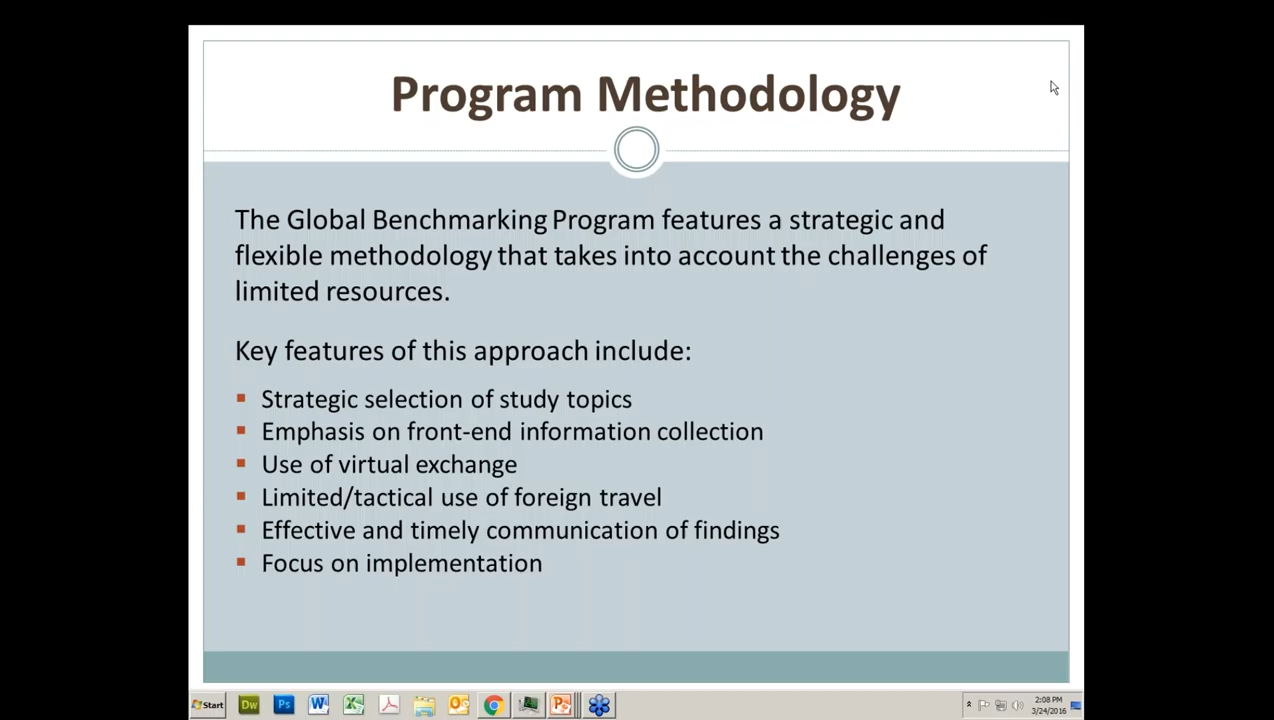 Program Methodology
The Global Benchmarking Program features a strategic and
flexible methodology that takes into account the challenges of
limited resources.
Key features of this approach include:
▪ Strategic selection of study topics
▪ Emphasis on front-end information collection
▪ Use of virtual exchange
▪ Limited/tactical use of foreign travel
▪ Effective and timely communication of findings
▪ Focus on implementation
Start
Dw
Ps
2:08 PM
3/24/2016